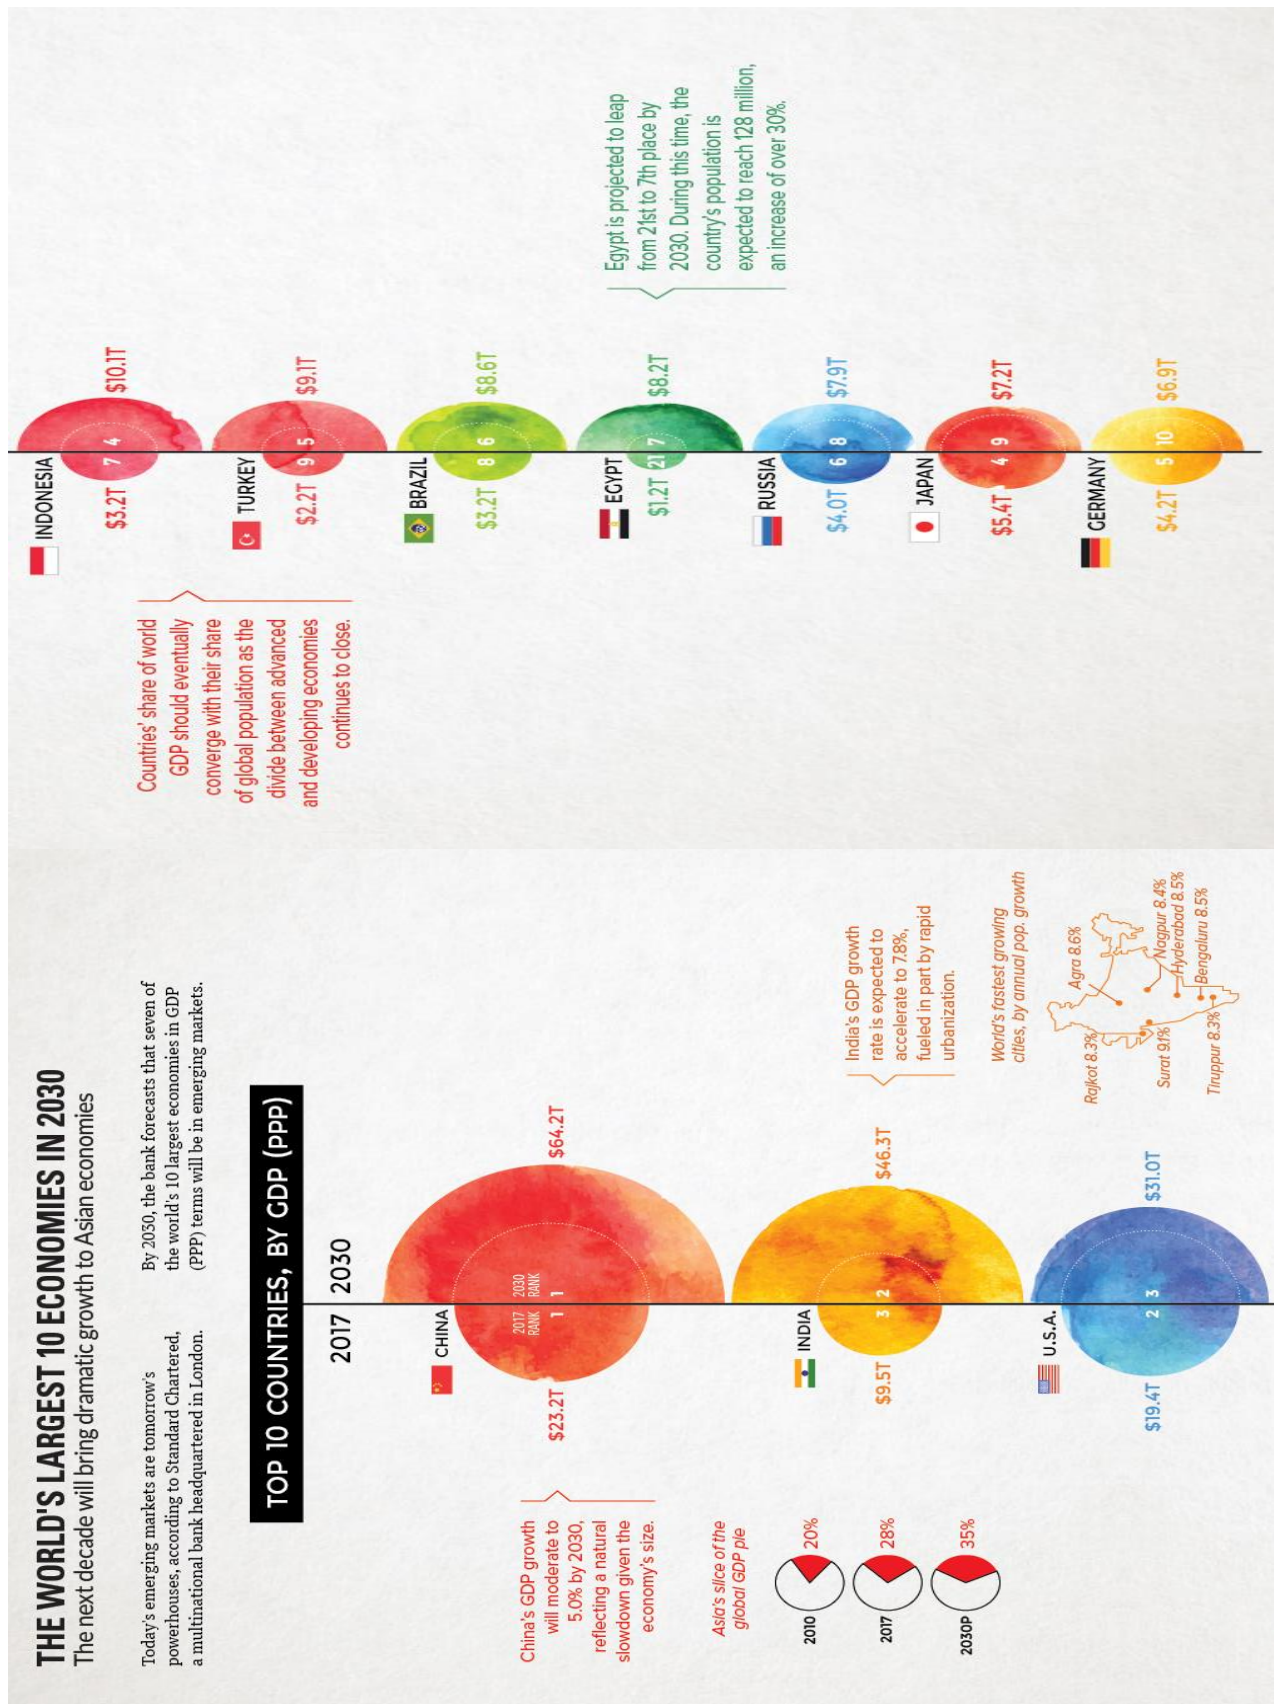 THE WORLD'S LARGEST 10 ECONOMIES IN 2030
The next decade will bring dramatic growth to Asian economies
Today's emerging markets are tomorrow's
powerhouses, according to Standard Chartered,
a multinational bank headquartered in London.
By 2030, the bank forecasts that seven of
the world's 10 largest economies in GDP
(PPP) terms will be in emerging markets.
TOP 10 COUNTRIES, BY GDP (PPP)
2017 2030
CHINA
2017
RANK
1
2030
RANK
1
$23.2T
$64.2T
China's GDP growth
will moderate to
5.0% by 2030,
reflecting a natural
slowdown given the
economy's size.
Asia's slice of the
global GDP pie
2010 20%
2017 28%
2030P 35%
INDIA
$9.5T 3 2 $46.3T
India's GDP growth
rate is expected to
accelerate to 7.8%,
fueled in part by rapid
urbanization.
World's fastest growing
cities, by annual pop. growth
Rajkot 8.3%
Agra 8.6%
Surat 9.1%
Nagpur 8.4%
Hyderabad 8.5%
Tiruppur 8.3%
Bengaluru 8.5%
U.S.A.
$19.4T 2 3 $31.0T
INDONESIA
$3.2T 7 4 $10.1T
Countries' share of world
GDP should eventually
converge with their share
of global population as the
divide between advanced
and developing economies
continues to close.
TURKEY
$2.2T 9 5 $9.1T
BRAZIL
$3.2T 8 6 $8.6T
EGYPT
$1.2T 21 7 $8.2T
Egypt is projected to leap
from 21st to 7th place by
2030. During this time, the
country's population is
expected to reach 128 million,
an increase of over 30%.
RUSSIA
$4.0T 6 8 $7.9T
JAPAN
$5.4T 4 9 $7.2T
GERMANY
$4.2T 5 10 $6.9T